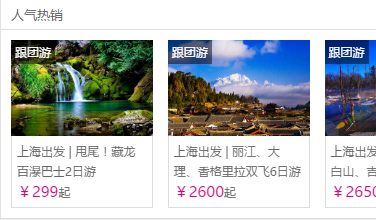 人气热销
跟团游
上海出发 | 甩尾！藏龙
百瀑巴士2日游
￥299起
跟团游
上海出发 | 丽江、大
理、香格里拉双飞6日游
￥2600起
跟团游
上海出发
白山、吉
￥2650